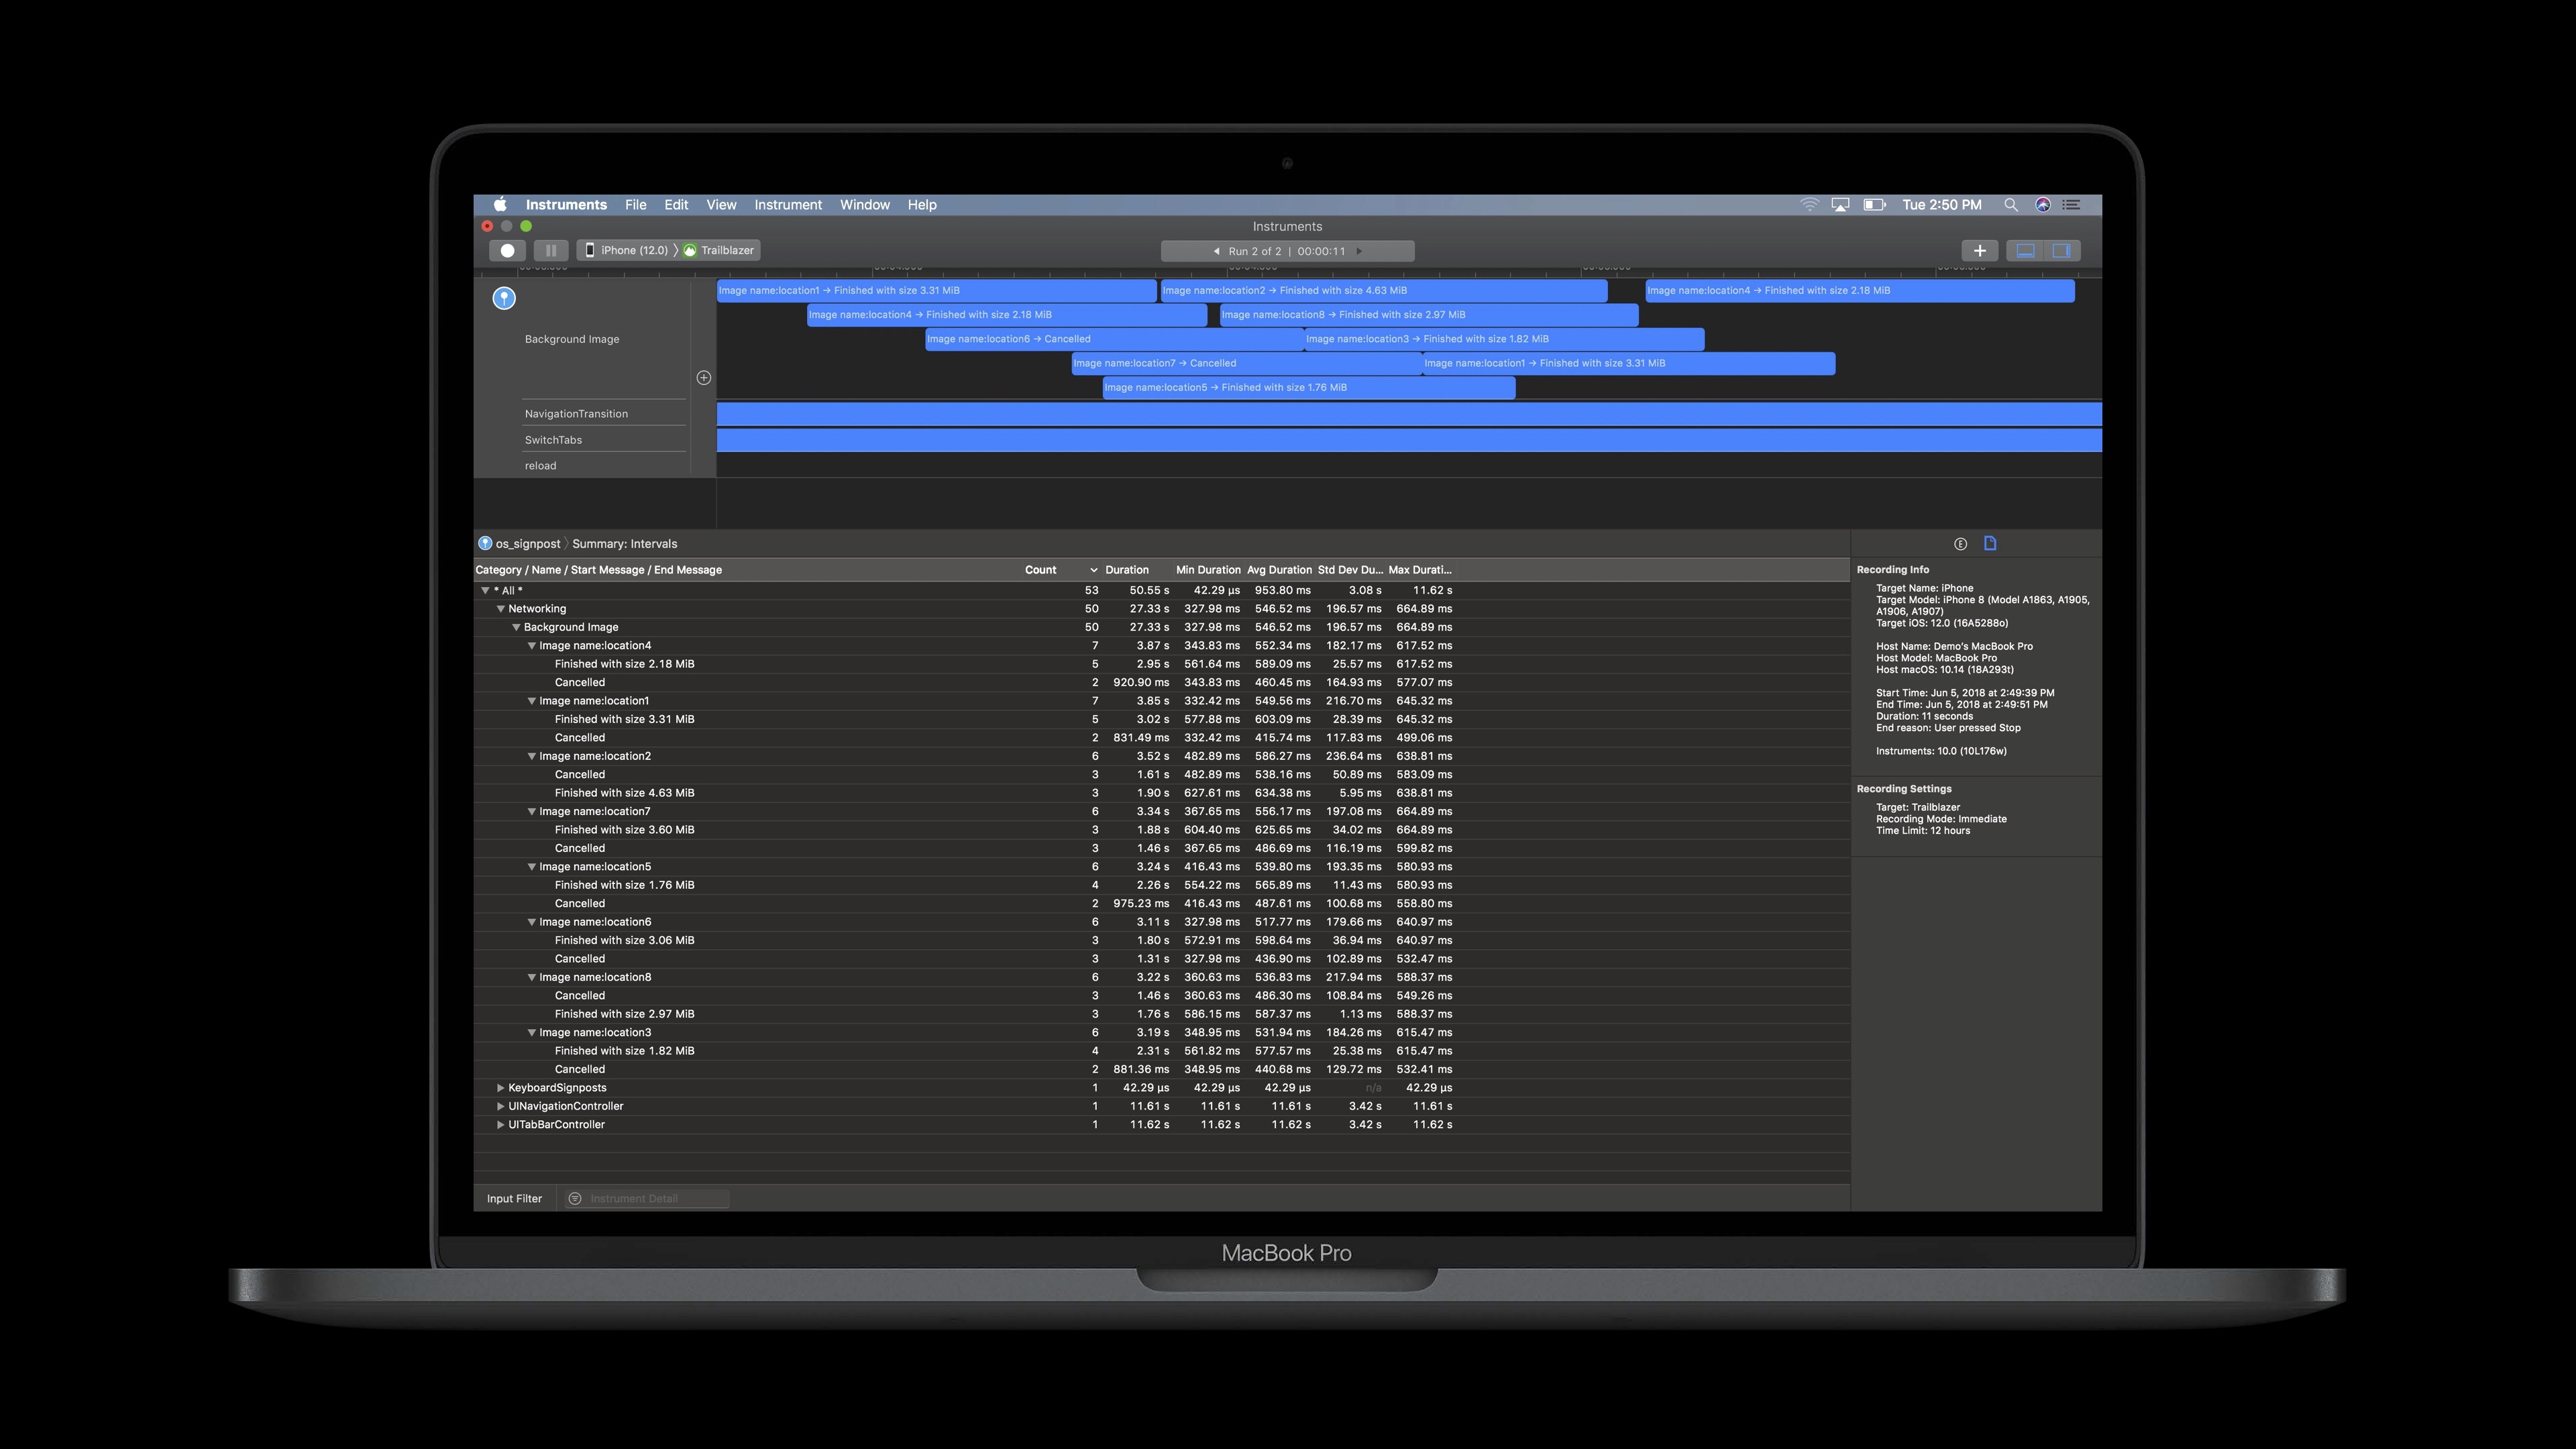 Instruments File Edit View Instrument Window Help Tue 2:50 PM
Instruments
iPhone (12.0) Trailblazer Run 2 of 2 | 00:00:11
Image name:location1 → Finished with size 3.31 MiB Image name:location2 → Finished with size 4.63 MiB Image name:location4 → Finished with size 2.18 MiB
Image name:location4 → Finished with size 2.18 MiB Image name:location8 → Finished with size 2.97 MiB
Background Image Image name:location6 → Cancelled Image name:location3 → Finished with size 1.82 MiB
Image name:location7 → Cancelled Image name:location1 → Finished with size 3.31 MiB
Image name:location5 → Finished with size 1.76 MiB
NavigationTransition
SwitchTabs
reload
os_signpost Summary: Intervals
Category / Name / Start Message / End Message Count Duration Min Duration Avg Duration Std Dev Du... Max Durati...
* All * 53 50.55 s 42.29 µs 953.80 ms 3.08 s 11.62 s
Networking 50 27.33 s 327.98 ms 546.52 ms 196.57 ms 664.89 ms
Background Image 50 27.33 s 327.98 ms 546.52 ms 196.57 ms 664.89 ms
Image name:location4 7 3.87 s 343.83 ms 552.34 ms 182.17 ms 617.52 ms
Finished with size 2.18 MiB 5 2.95 s 561.64 ms 589.09 ms 25.57 ms 617.52 ms
Cancelled 2 920.90 ms 343.83 ms 460.45 ms 164.93 ms 577.07 ms
Image name:location1 7 3.85 s 332.42 ms 549.56 ms 216.70 ms 645.32 ms
Finished with size 3.31 MiB 5 3.02 s 577.88 ms 603.09 ms 28.39 ms 645.32 ms
Cancelled 2 831.49 ms 332.42 ms 415.74 ms 117.83 ms 499.06 ms
Image name:location2 6 3.52 s 482.89 ms 586.27 ms 236.64 ms 638.81 ms
Cancelled 3 1.61 s 482.89 ms 538.16 ms 50.89 ms 583.09 ms
Finished with size 4.63 MiB 3 1.90 s 627.61 ms 634.38 ms 5.95 ms 638.81 ms
Image name:location7 6 3.34 s 367.65 ms 556.17 ms 197.08 ms 664.89 ms
Finished with size 3.60 MiB 3 1.88 s 604.40 ms 625.65 ms 34.02 ms 664.89 ms
Cancelled 3 1.46 s 367.65 ms 486.69 ms 116.19 ms 599.82 ms
Image name:location5 6 3.24 s 416.43 ms 539.80 ms 193.35 ms 580.93 ms
Finished with size 1.76 MiB 4 2.26 s 554.22 ms 565.89 ms 11.43 ms 580.93 ms
Cancelled 2 975.23 ms 416.43 ms 487.61 ms 100.68 ms 558.80 ms
Image name:location6 6 3.11 s 327.98 ms 517.77 ms 179.66 ms 640.97 ms
Finished with size 3.06 MiB 3 1.80 s 572.91 ms 598.64 ms 36.94 ms 640.97 ms
Cancelled 3 1.31 s 327.98 ms 436.90 ms 102.89 ms 532.47 ms
Image name:location8 6 3.22 s 360.63 ms 536.83 ms 217.94 ms 588.37 ms
Cancelled 3 1.46 s 360.63 ms 486.30 ms 108.84 ms 549.26 ms
Finished with size 2.97 MiB 3 1.76 s 586.15 ms 587.37 ms 1.13 ms 588.37 ms
Image name:location3 6 3.19 s 348.95 ms 531.94 ms 184.26 ms 615.47 ms
Finished with size 1.82 MiB 4 2.31 s 561.82 ms 577.57 ms 25.38 ms 615.47 ms
Cancelled 2 881.36 ms 348.95 ms 440.68 ms 129.72 ms 532.41 ms
KeyboardSignposts 1 42.29 µs 42.29 µs 42.29 µs n/a 42.29 µs
UINavigationController 1 11.61 s 11.61 s 11.61 s 3.42 s 11.61 s
UITabBarController 1 11.62 s 11.62 s 11.62 s 3.42 s 11.62 s
Input Filter Instrument Detail
Recording Info
Target Name: iPhone
Target Model: iPhone 8 (Model A1863, A1905,
A1906, A1907)
Target iOS: 12.0 (16A5288o)
Host Name: Demo's MacBook Pro
Host Model: MacBook Pro
Host macOS: 10.14 (18A293t)
Start Time: Jun 5, 2018 at 2:49:39 PM
End Time: Jun 5, 2018 at 2:49:51 PM
Duration: 11 seconds
End reason: User pressed Stop
Instruments: 10.0 (10L176w)
Recording Settings
Target: Trailblazer
Recording Mode: Immediate
Time Limit: 12 hours
MacBook Pro